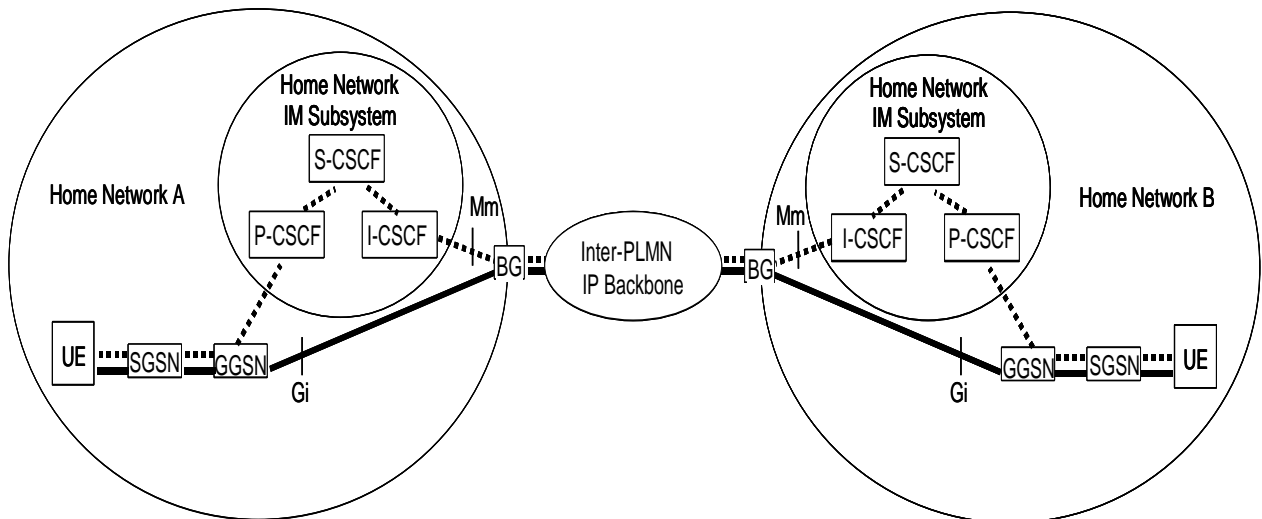 Home Network
IM Subsystem
S-CSCF
Home Network A
P-CSCF
I-CSCF
Mm
BG
UE
SGSN
GGSN
Gi
Inter-PLMN
IP Backbone
Home Network
IM Subsystem
S-CSCF
Home Network B
Mm
I-CSCF
P-CSCF
BG
Gi
GGSN
SGSN
UE